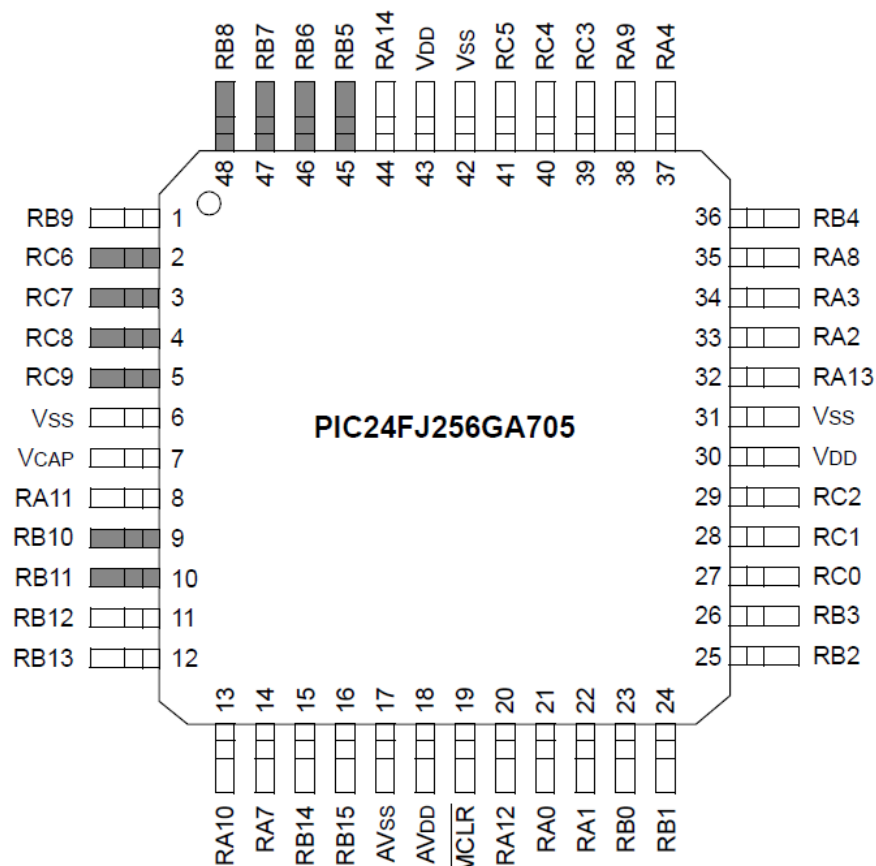 RB8 RB7 RB6 RB5 RA14 VDD VSS RC5 RC4 RC3 RA9 RA4
48 47 46 45 44 43 42 41 40 39 38 37
RB9 1 36 RB4
RC6 2 35 RA8
RC7 3 34 RA3
RC8 4 33 RA2
RC9 5 32 RA13
VSS 6 31 VSS
PIC24FJ256GA705
VCAP 7 30 VDD
RA11 8 29 RC2
RB10 9 28 RC1
RB11 10 27 RC0
RB12 11 26 RB3
RB13 12 25 RB2
13 14 15 16 17 18 19 20 21 22 23 24
RA10 RA7 RB14 RB15 AVSS AVDD MCLR RA12 RA0 RA1 RB0 RB1